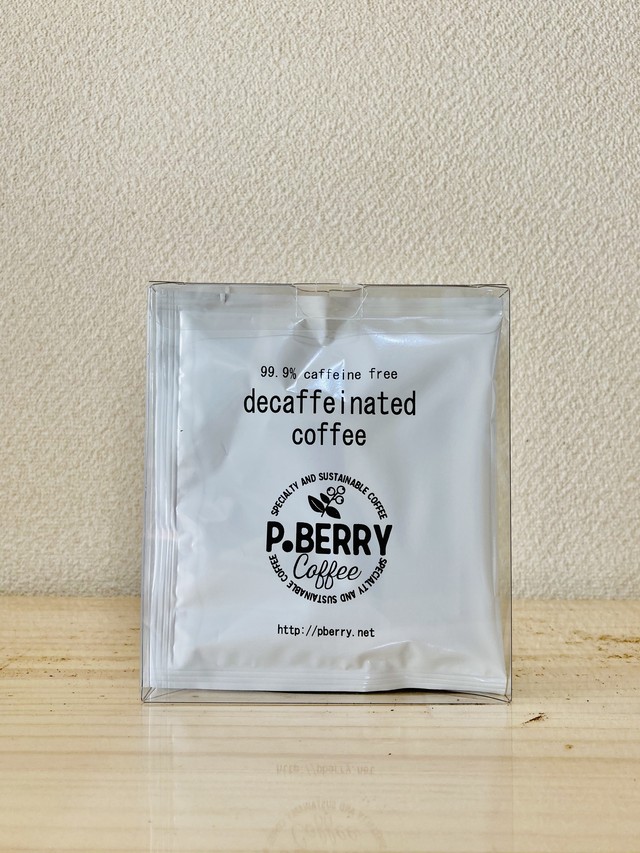 99.9% caffeine free
decaffeinated
coffee
SPECIALTY AND SUSTAINABLE COFFEE
P.BERRY
Coffee
SPECIALTY AND SUSTAINABLE COFFEE
http://pberry.net